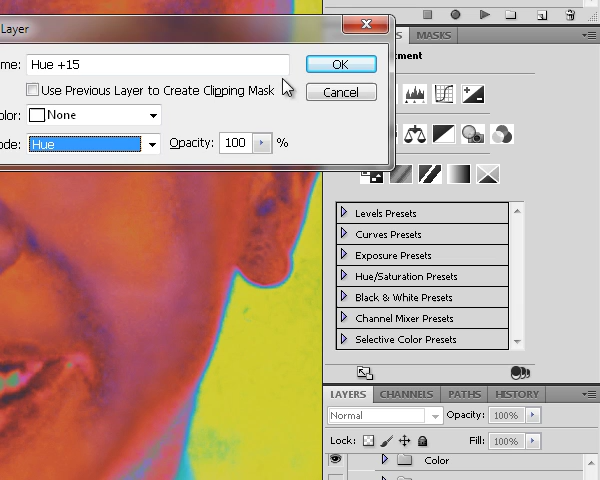 Layer
me: Hue +15
OK
Use Previous Layer to Create Clipping Mask
Cancel
olor: None
ode: Hue Opacity: 100 %
S MASKS
tment
Levels Presets
Curves Presets
Exposure Presets
Hue/Saturation Presets
Black & White Presets
Channel Mixer Presets
Selective Color Presets
LAYERS CHANNELS PATHS HISTORY
Normal Opacity: 100%
Lock: Fill: 100%
Color